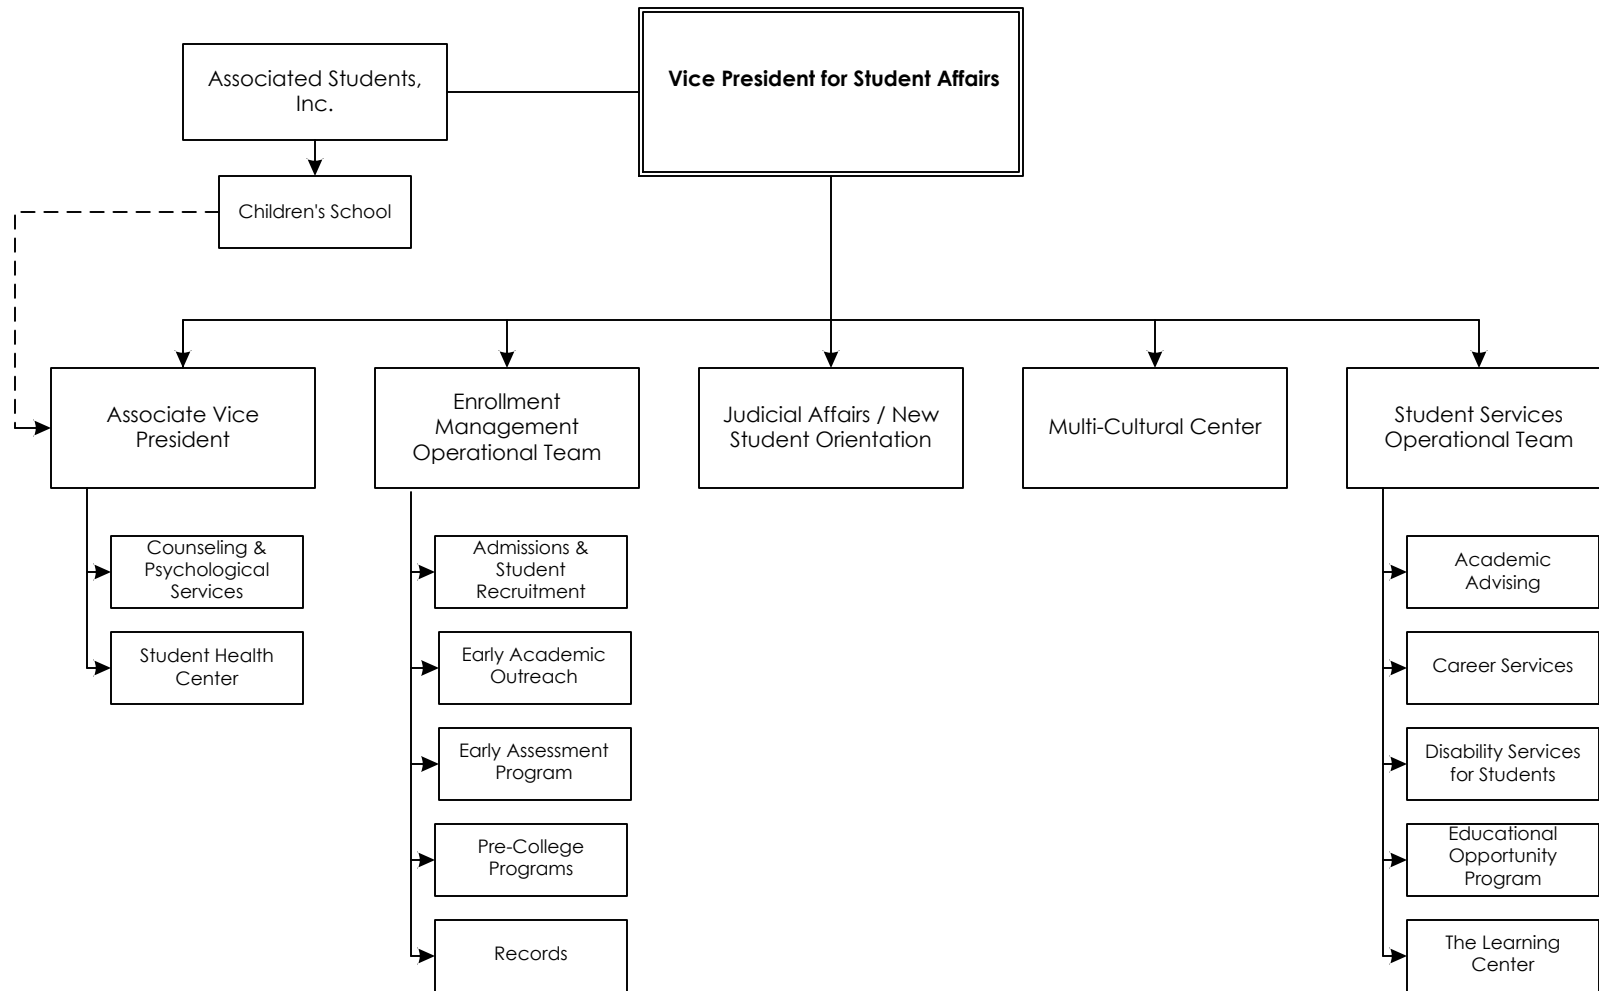 Associated Students,
Inc.
Vice President for Student Affairs
Children's School
Associate Vice
President
Enrollment
Management
Operational Team
Judicial Affairs / New
Student Orientation
Multi-Cultural Center
Student Services
Operational Team
Counseling &
Psychological
Services
Student Health
Center
Admissions &
Student
Recruitment
Early Academic
Outreach
Early Assessment
Program
Pre-College
Programs
Records
Academic
Advising
Career Services
Disability Services
for Students
Educational
Opportunity
Program
The Learning
Center